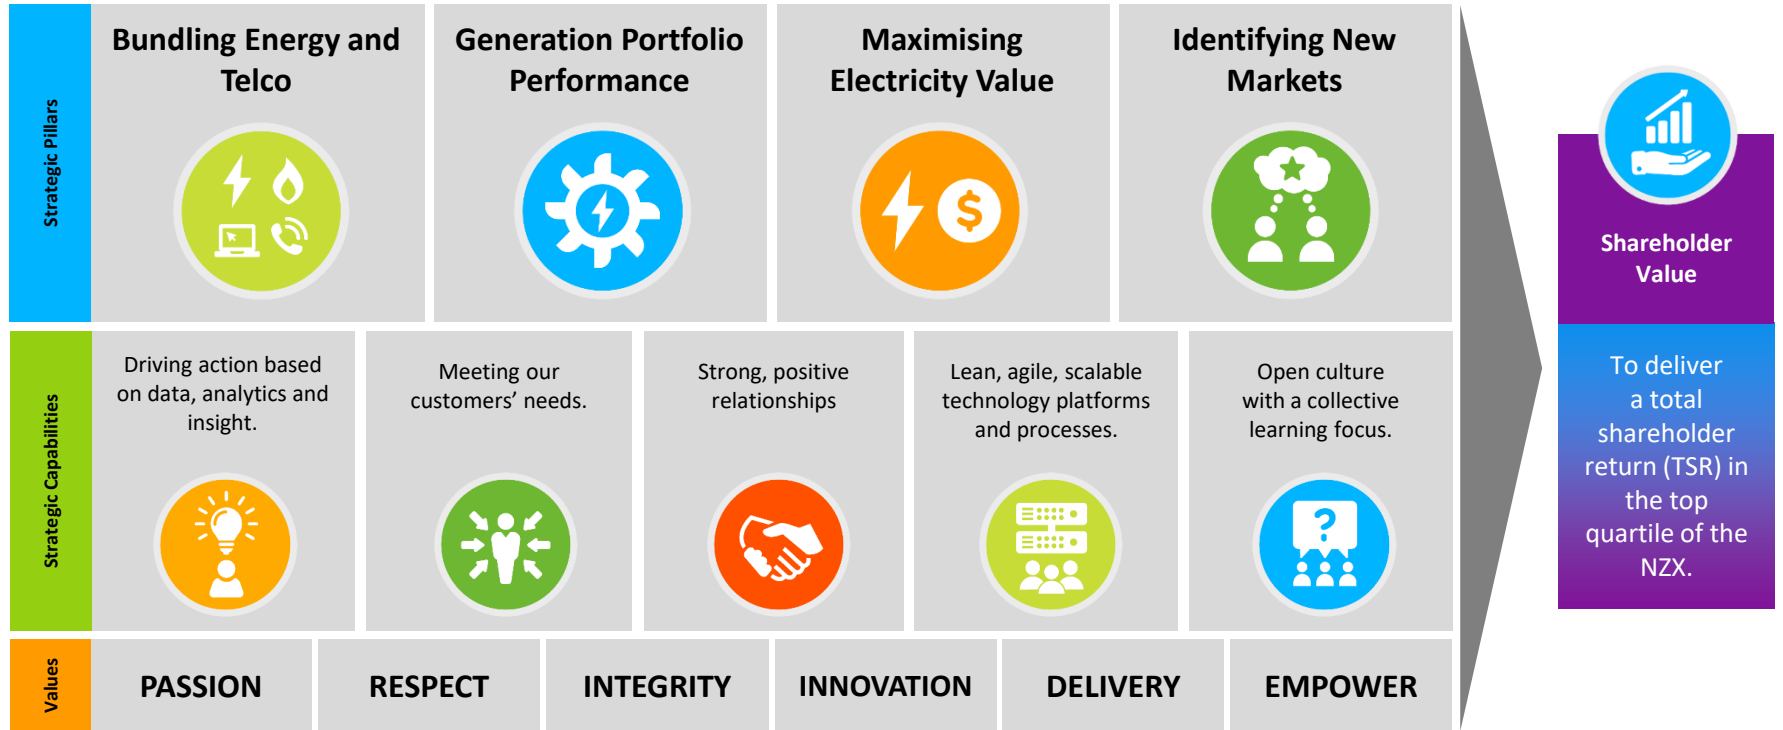 Strategic Pillars
Bundling Energy and
Telco
Generation Portfolio
Performance
Maximising
Electricity Value
Identifying New
Markets
Strategic Capabilities
Driving action based
on data, analytics and
insight.
Meeting our
customers’ needs.
Strong, positive
relationships
Lean, agile, scalable
technology platforms
and processes.
Open culture
with a collective
learning focus.
Values
PASSION
RESPECT
INTEGRITY
INNOVATION
DELIVERY
EMPOWER
Shareholder
Value
To deliver
a total
shareholder
return (TSR) in
the top
quartile of the
NZX.